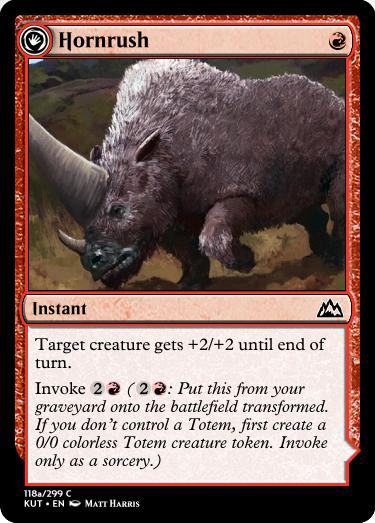 Hornrush
Instant
Target creature gets +2/+2 until end of
turn.
Invoke 2 ( 2 : Put this from your
graveyard onto the battlefield transformed.
If you don't control a Totem, first create a
0/0 colorless Totem creature token. Invoke
only as a sorcery.)
118a/299 C
KUT • EN Matt Harris